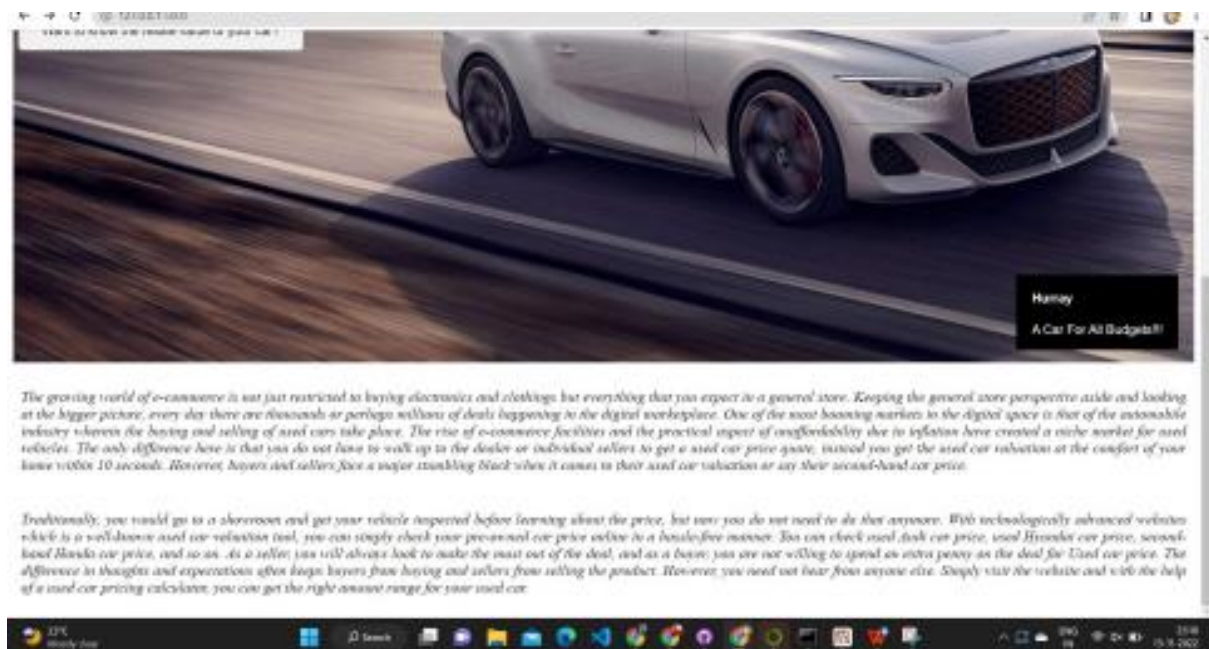 Want to know the resale value of your car?
Hurray
A Car For All Budgets!!!
The growing world of e-commerce is not just restricted to buying electronics and clothings but everything that you expect in a general store. Keeping the general store perspective aside and looking
at the bigger picture, every day there are thousands or perhaps millions of deals happening in the digital marketplace. One of the most booming markets in the digital space is that of the automobile
industry wherein the buying and selling of used cars take place. The rise of e-commerce facilities and the practical aspect of unaffordability due to inflation have created a niche market for used
vehicles. The only difference here is that you do not have to walk up to the dealer or individual sellers to get a used car price quote, instead you get the used car valuation at the comfort of your
home within 10 seconds. However, buyers and sellers face a major stumbling block when it comes to their used car valuation or say their second-hand car price.
Traditionally, you would go to a showroom and get your vehicle inspected before learning about the price, but now you do not need to do that anymore. With technologically advanced websites
which is a well-known used car valuation tool, you can simply check your pre-owned car price online in a hassle-free manner. You can check used Audi car price, used Hyundai car price, second-
hand Honda car price, and so on. As a seller, you will always look to make the most out of the deal, and as a buyer, you are not willing to spend an extra penny on the deal for Used car price. The
difference in thoughts and expectations often keeps buyers from buying and sellers from selling the product. However, you need not hear from anyone else. Simply visit the website and with the help
of a used car pricing calculator, you can get the right amount range for your used car.
Search
ENG